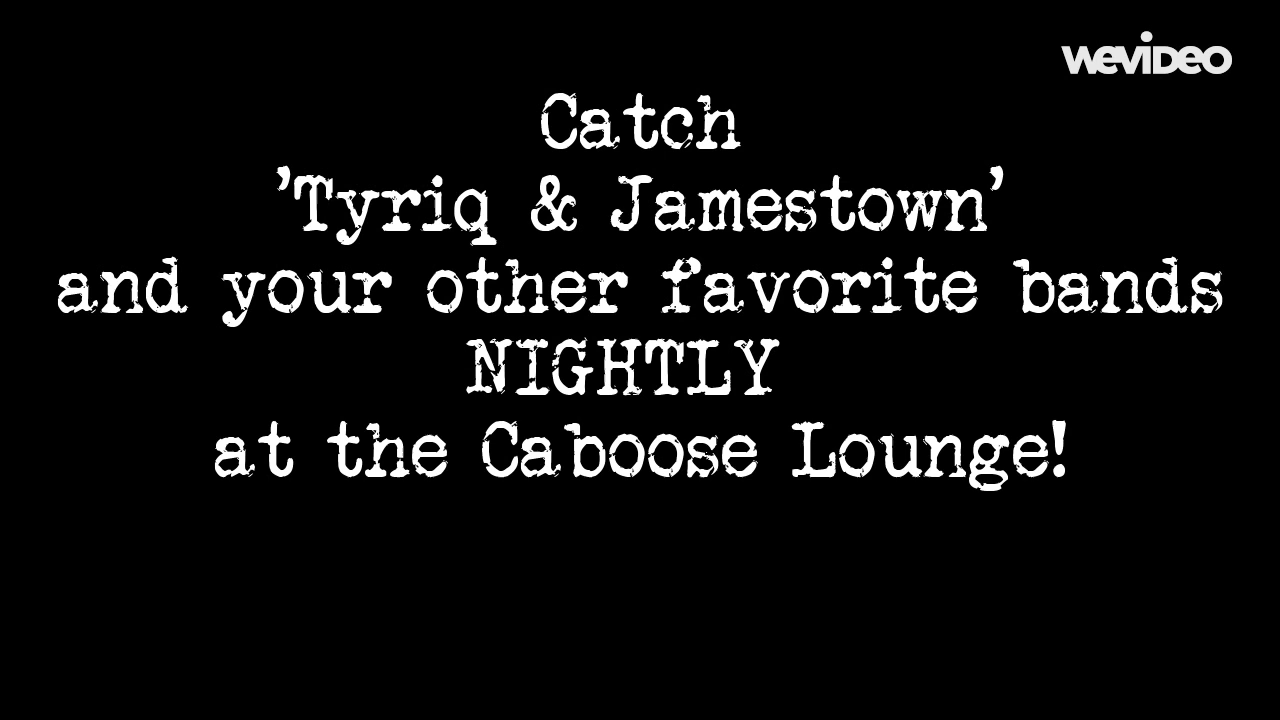 wevideo
Catch
'Tyriq & Jamestown'
and your other favorite bands
NIGHTLY
at the Caboose Lounge!